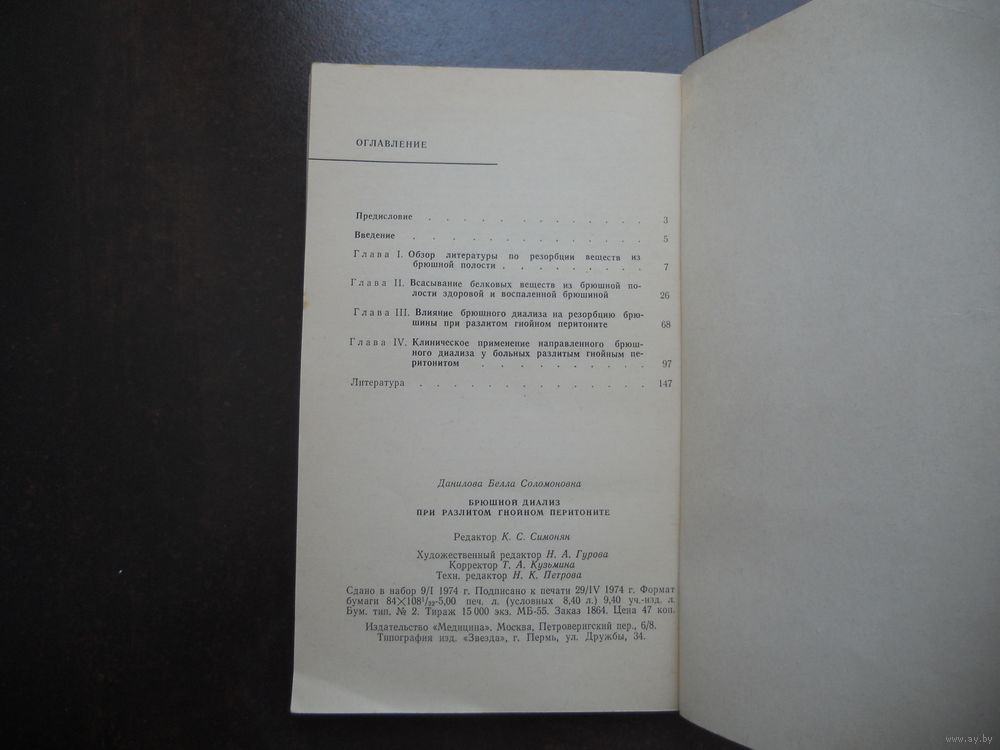 ОГЛАВЛЕНИЕ
Предисловие . . . . . . . . . . . . . 3
Введение . . . . . . . . . . . . . 5
Глава I. Обзор литературы по резорбции веществ из
брюшной полости . . . . . . . . . 7
Глава II. Всасывание белковых веществ из брюшной по-
лости здоровой и воспаленной брюшиной 26
Глава III. Влияние брюшного диализа на резорбцию брю-
шины при разлитом гнойном перитоните 68
Глава IV. Клиническое применение направленного брюш-
ного диализа у больных разлитым гнойным пе-
ритонитом . . . . . . . . . 97
Литература . . . . . . . . . . . . . 147
Данилова Белла Соломоновна
БРЮШНОЙ ДИАЛИЗ
ПРИ РАЗЛИТОМ ГНОЙНОМ ПЕРИТОНИТЕ
Редактор К. С. Симонян
Художественный редактор Н. А. Гурова
Корректор Т. А. Кузьмина
Техн. редактор Н. К. Петрова
Сдано в набор 9/I 1974 г. Подписано к печати 29/IV 1974 г. Формат
бумаги 84×108¹/₃₂-5,00 печ. л. (условных 8,40 л.) 9,40 уч.-изд. л.
Бум. тип. № 2. Тираж 15 000 экз. МБ-55. Заказ 1864. Цена 47 коп.
Издательство «Медицина». Москва, Петроверигский пер., 6/8.
Типография изд. «Звезда», г. Пермь, ул. Дружбы, 34.
www.ay.by